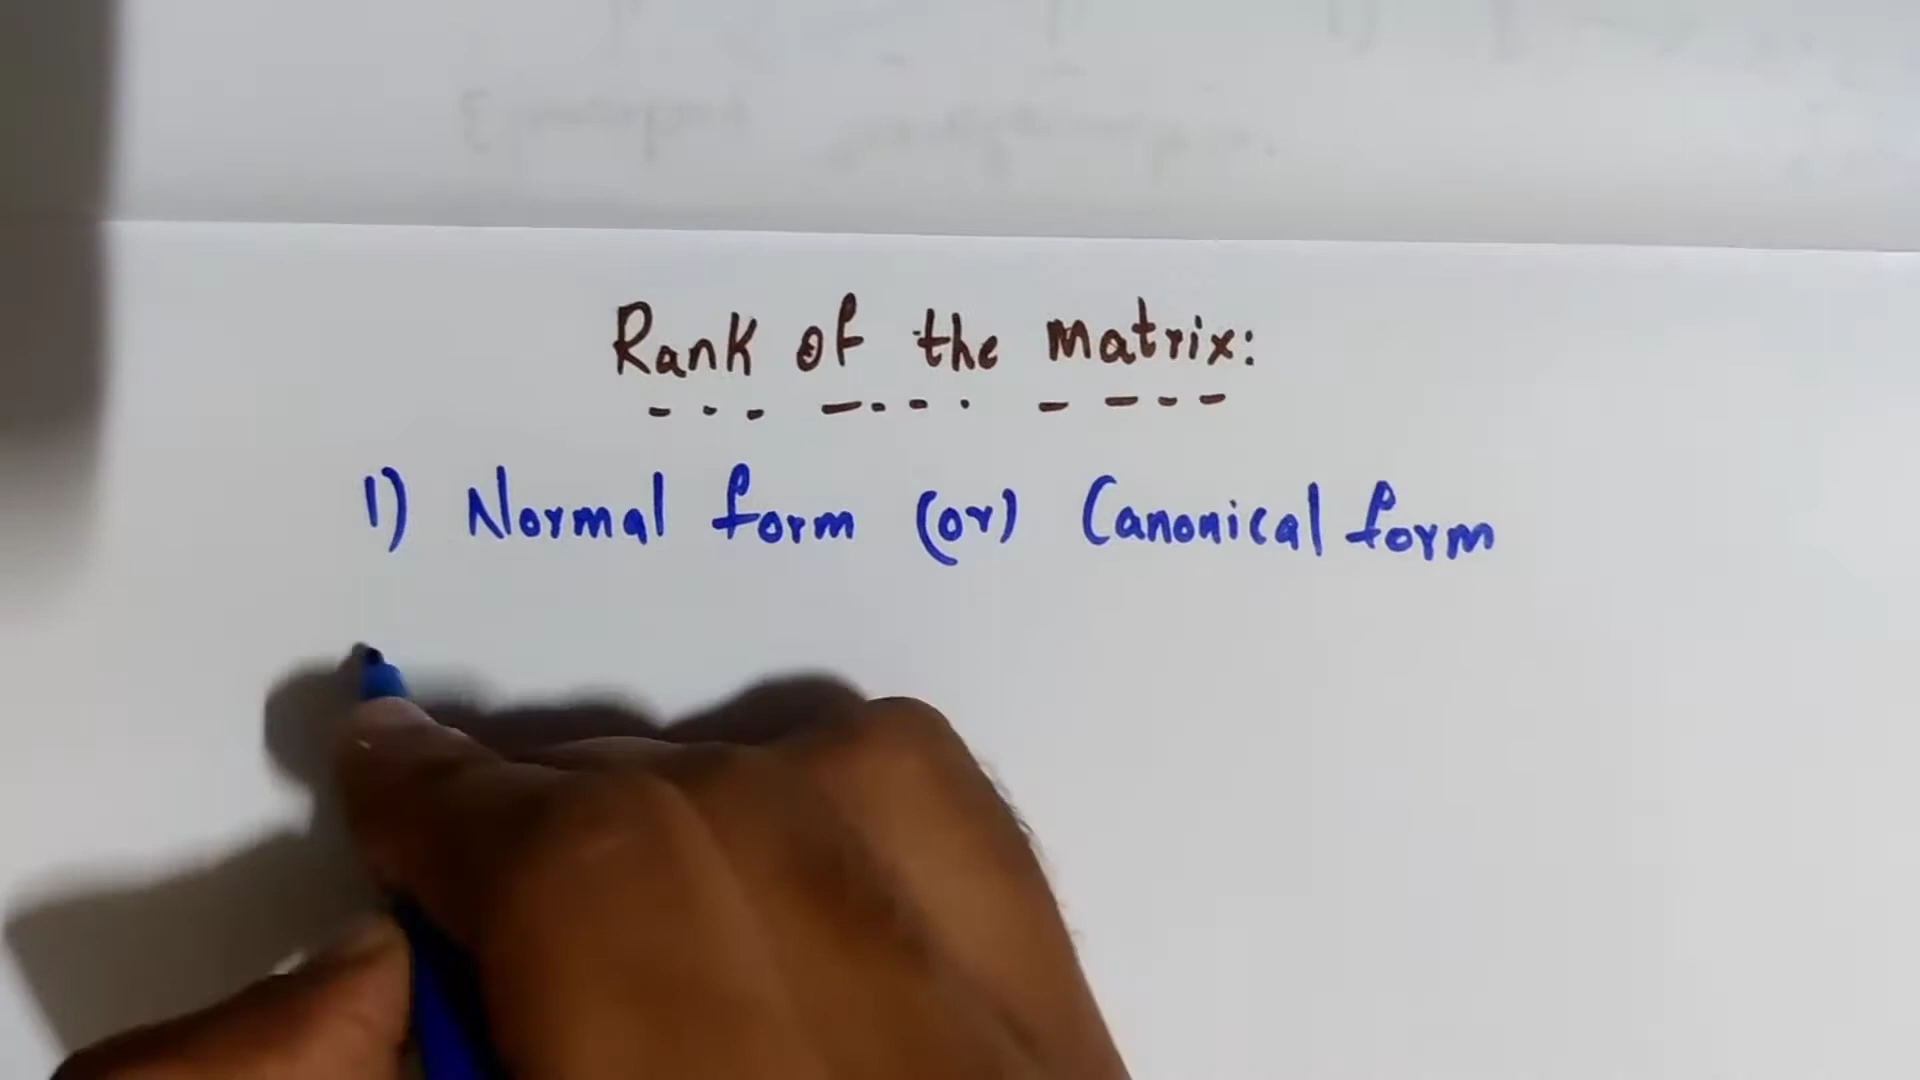 Rank of the Matrix:
1) Normal form (or) Canonical form